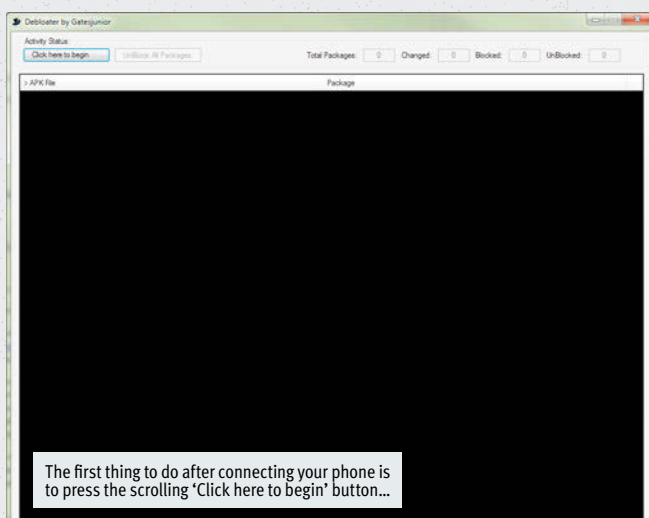 Debloater by Gatesjunior
Activity Status:
Click here to begin UnBlock All Packages Total Packages: 0 Changed: 0 Blocked: 0 UnBlocked: 0
> APK File Package
The first thing to do after connecting your phone is
to press the scrolling ‘Click here to begin’ button...